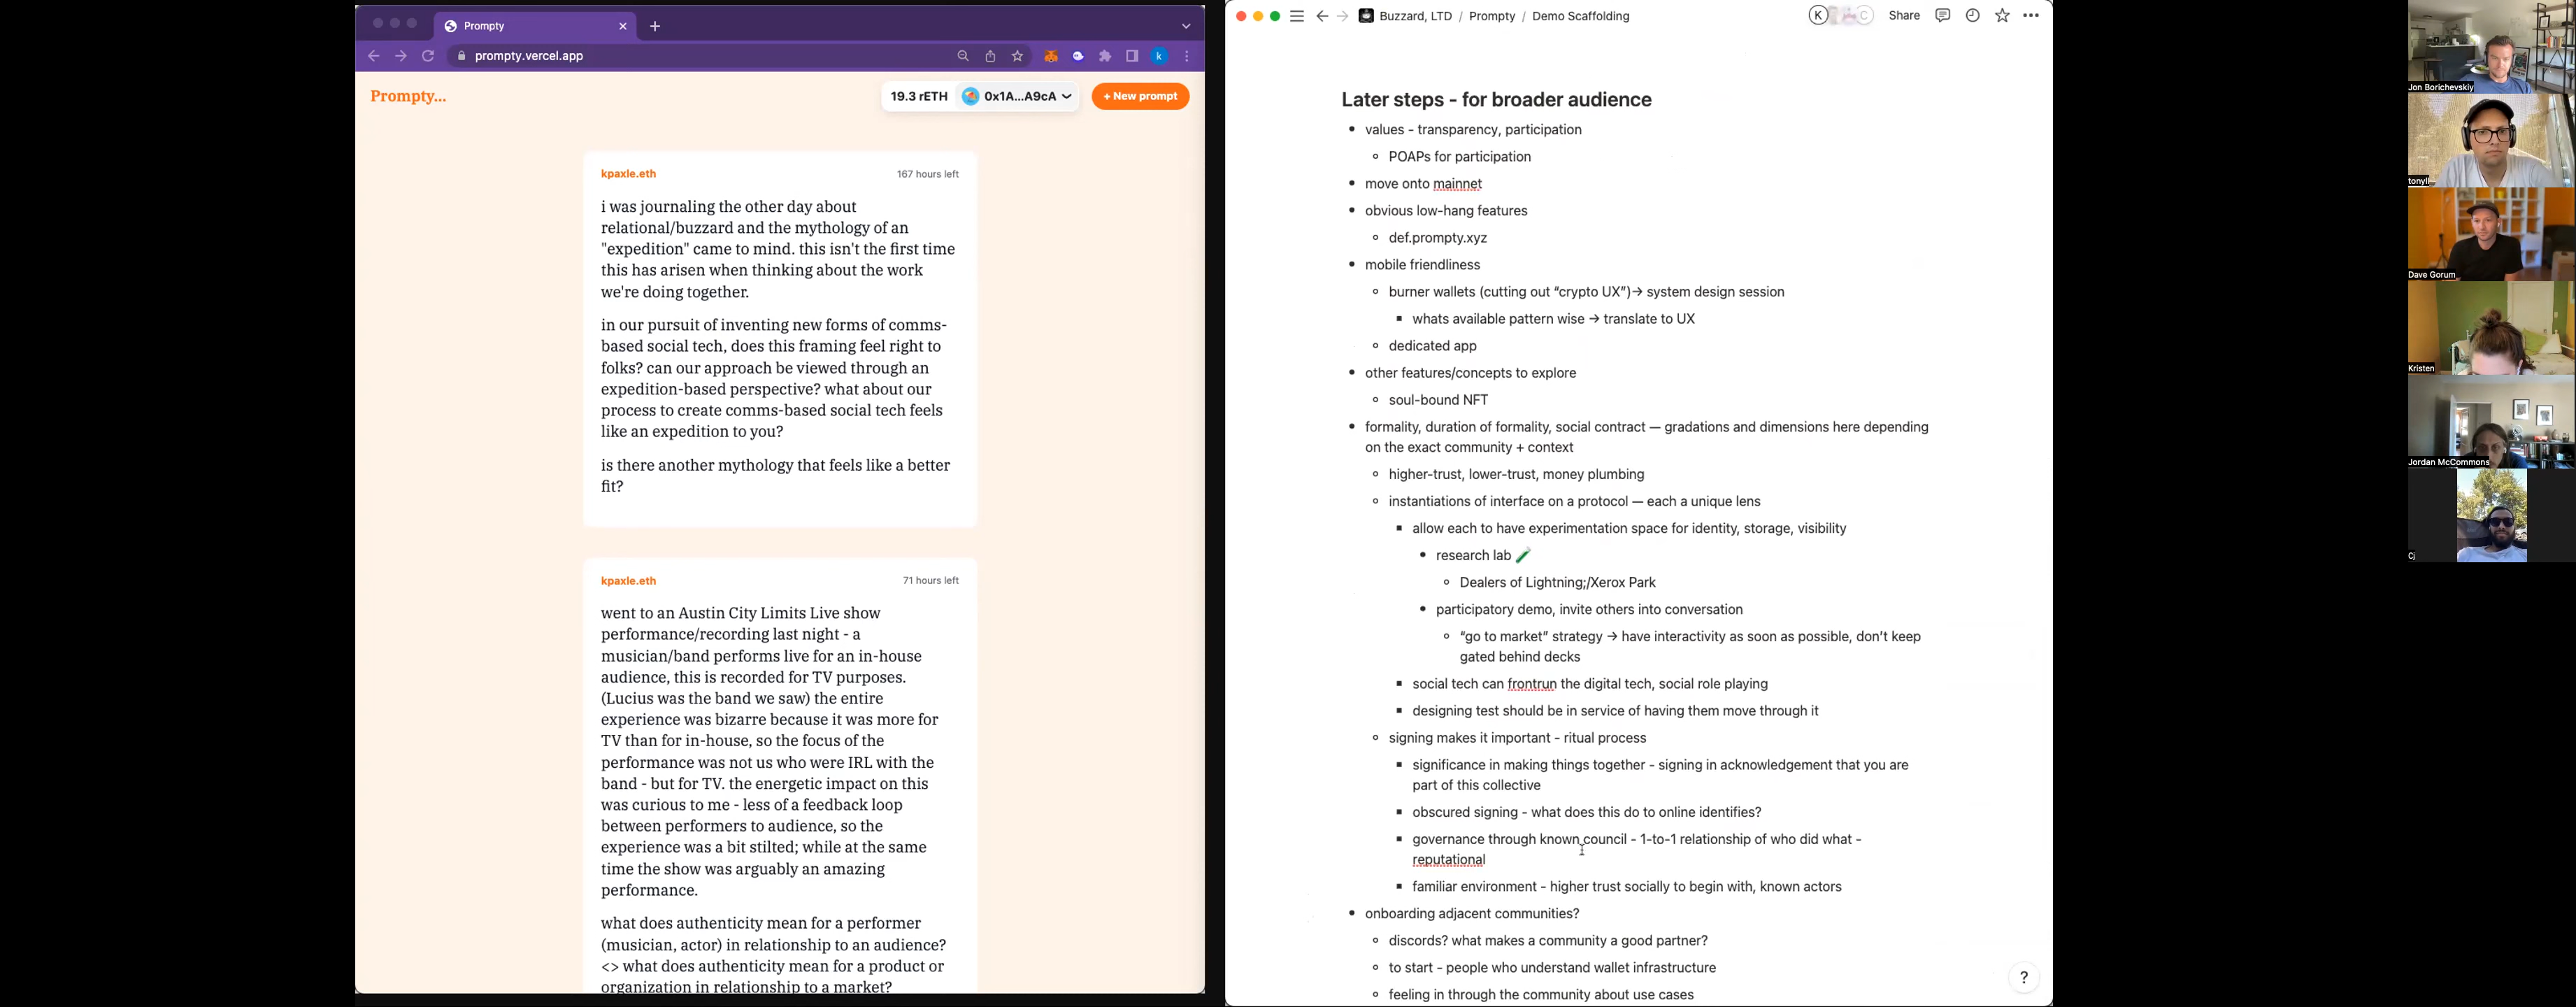 Prompty
prompty.vercel.app
k
Prompty...
19.3 rETH
0x1A...A9cA
+ New prompt
kpaxle.eth
167 hours left
i was journaling the other day about
relational/buzzard and the mythology of an
"expedition" came to mind. this isn't the first time
this has arisen when thinking about the work
we're doing together.
in our pursuit of inventing new forms of comms-
based social tech, does this framing feel right to
folks? can our approach be viewed through an
expedition-based perspective? what about our
process to create comms-based social tech feels
like an expedition to you?
is there another mythology that feels like a better
fit?
kpaxle.eth
71 hours left
went to an Austin City Limits Live show
performance/recording last night - a
musician/band performs live for an in-house
audience, this is recorded for TV purposes.
(Lucius was the band we saw) the entire
experience was bizarre because it was more for
TV than for in-house, so the focus of the
performance was not us who were IRL with the
band - but for TV. the energetic impact on this
was curious to me - less of a feedback loop
between performers to audience, so the
experience was a bit stilted; while at the same
time the show was arguably an amazing
performance.
what does authenticity mean for a performer
(musician, actor) in relationship to an audience?
<> what does authenticity mean for a product or
organization in relationship to a market?
Buzzard, LTD / Prompty / Demo Scaffolding
K
C
Share
Later steps - for broader audience
values - transparency, participation
POAPs for participation
move onto mainnet
obvious low-hang features
def.prompty.xyz
mobile friendliness
burner wallets (cutting out “crypto UX”)→ system design session
whats available pattern wise → translate to UX
dedicated app
other features/concepts to explore
soul-bound NFT
formality, duration of formality, social contract — gradations and dimensions here depending
on the exact community + context
higher-trust, lower-trust, money plumbing
instantiations of interface on a protocol — each a unique lens
allow each to have experimentation space for identity, storage, visibility
research lab 🧪
Dealers of Lightning;/Xerox Park
participatory demo, invite others into conversation
“go to market” strategy → have interactivity as soon as possible, don’t keep
gated behind decks
social tech can frontrun the digital tech, social role playing
designing test should be in service of having them move through it
signing makes it important - ritual process
significance in making things together - signing in acknowledgement that you are
part of this collective
obscured signing - what does this do to online identifies?
governance through known council - 1-to-1 relationship of who did what -
reputational
familiar environment - higher trust socially to begin with, known actors
onboarding adjacent communities?
discords? what makes a community a good partner?
to start - people who understand wallet infrastructure
feeling in through the community about use cases
?
Jon Borichevskiy
tonyll
Dave Gorum
Kristen
Jordan McCommons
Cj